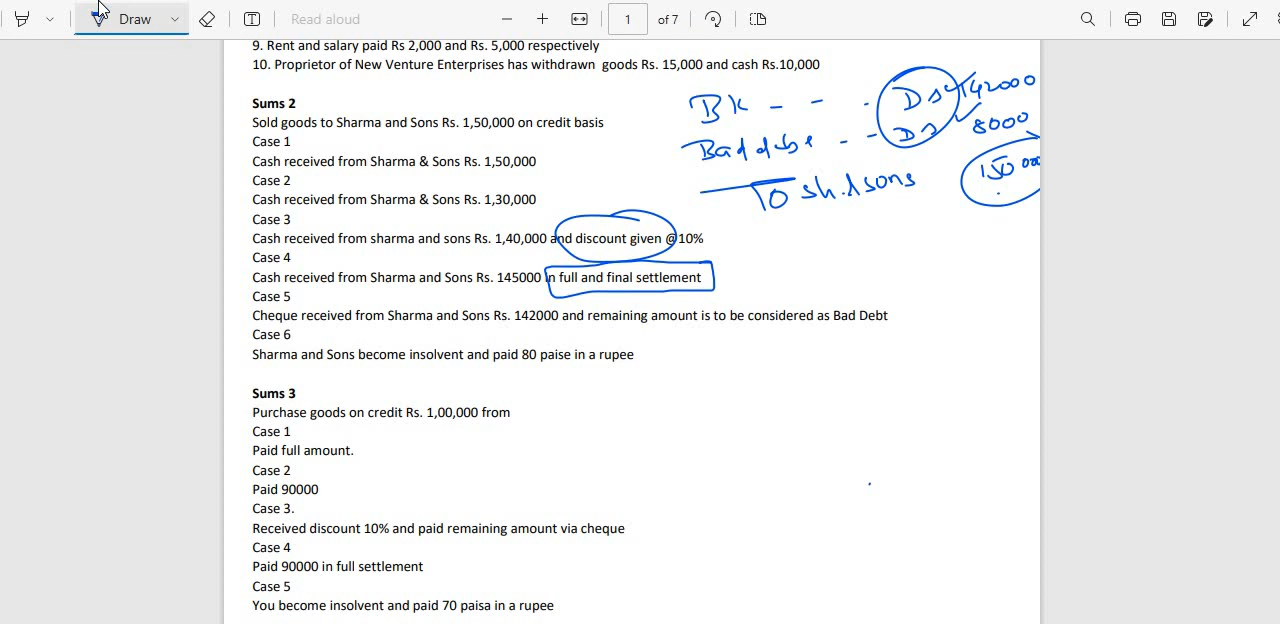 Draw
Read aloud
1 of 7
9. Rent and salary paid Rs 2,000 and Rs. 5,000 respectively
10. Proprietor of New Venture Enterprises has withdrawn goods Rs. 15,000 and cash Rs.10,000
Sums 2
Sold goods to Sharma and Sons Rs. 1,50,000 on credit basis
Case 1
Cash received from Sharma & Sons Rs. 1,50,000
Case 2
Cash received from Sharma & Sons Rs. 1,30,000
Case 3
Cash received from sharma and sons Rs. 1,40,000 and discount given @10%
Case 4
Cash received from Sharma and Sons Rs. 145000 in full and final settlement
Case 5
Cheque received from Sharma and Sons Rs. 142000 and remaining amount is to be considered as Bad Debt
Case 6
Sharma and Sons become insolvent and paid 80 paise in a rupee
BK - - - Ds 142000
Bad - - Ds 8000
150000
To sh. & sons
Sums 3
Purchase goods on credit Rs. 1,00,000 from
Case 1
Paid full amount.
Case 2
Paid 90000
Case 3.
Received discount 10% and paid remaining amount via cheque
Case 4
Paid 90000 in full settlement
Case 5
You become insolvent and paid 70 paisa in a rupee